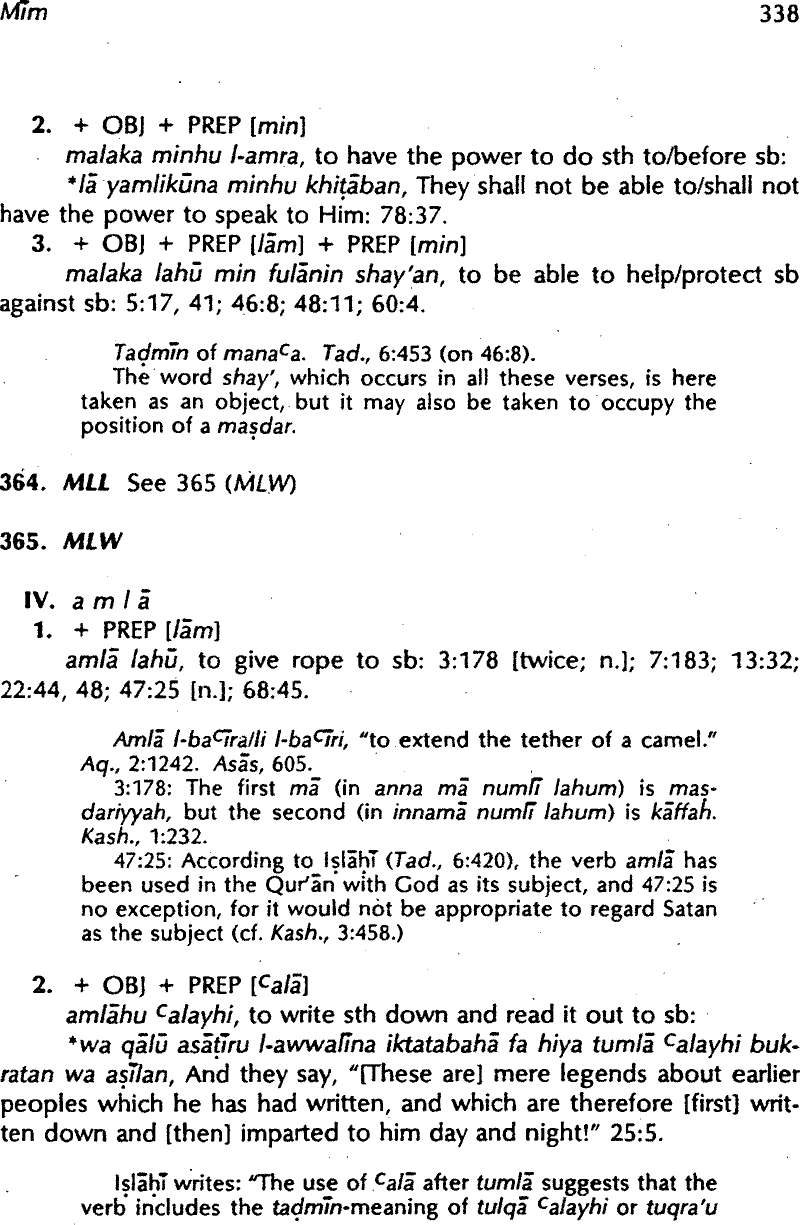 Mīm 338
2. + OBJ + PREP [min]
malaka minhu l-amra, to have the power to do sth to/before sb:
*lā yamlikūna minhu khiṭāban, They shall not be able to/shall not
have the power to speak to Him: 78:37.
3. + OBJ + PREP [lām] + PREP [min]
malaka lahū min fulānin shay'an, to be able to help/protect sb
against sb: 5:17, 41; 46:8; 48:11; 60:4.
Taḍmīn of manaᶜa. Tad., 6:453 (on 46:8).
The word shay', which occurs in all these verses, is here
taken as an object, but it may also be taken to occupy the
position of a maṣdar.
364. MLL See 365 (MLW)
365. MLW
IV. a m l ā
1. + PREP [lām]
amlā lahū, to give rope to sb: 3:178 [twice; n.]; 7:183; 13:32;
22:44, 48; 47:25 [n.]; 68:45.
Amlā l-baᶜīra/li l-baᶜīri, "to extend the tether of a camel."
Aq., 2:1242. Asās, 605.
3:178: The first mā (in anna mā numlī lahum) is maṣ-
dariyyah, but the second (in innamā numlī lahum) is kāffah.
Kash., 1:232.
47:25: According to Iṣlāḥī (Tad., 6:420), the verb amlā has
been used in the Qur'ān with God as its subject, and 47:25 is
no exception, for it would not be appropriate to regard Satan
as the subject (cf. Kash., 3:458.)
2. + OBJ + PREP [ᶜalā]
amlāhu ᶜalayhi, to write sth down and read it out to sb:
*wa qālū asāṭīru l-awwalīna iktatabahā fa hiya tumlā ᶜalayhi buk-
ratan wa aṣīlan, And they say, "[These are] mere legends about earlier
peoples which he has had written, and which are therefore [first] writ-
ten down and [then] imparted to him day and night!" 25:5.
Iṣlāḥī writes: "The use of ᶜalā after tumlā suggests that the
verb includes the taḍmīn-meaning of tulqā ᶜalayhi or tuqra'u